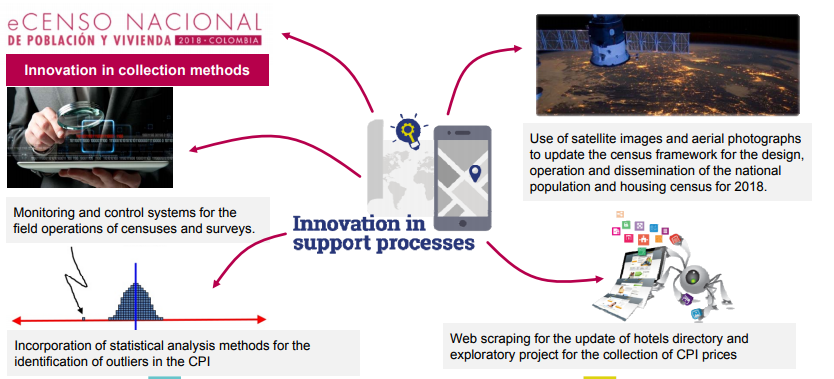 eCENSO NACIONAL
DE POBLACIÓN Y VIVIENDA 2018 - COLOMBIA
Innovation in collection methods
Monitoring and control systems for the
field operations of censuses and surveys.
Incorporation of statistical analysis methods for the
identification of outliers in the CPI
Innovation in
support processes
Use of satellite images and aerial photographs
to update the census framework for the design,
operation and dissemination of the national
population and housing census for 2018.
Web scraping for the update of hotels directory and
exploratory project for the collection of CPI prices